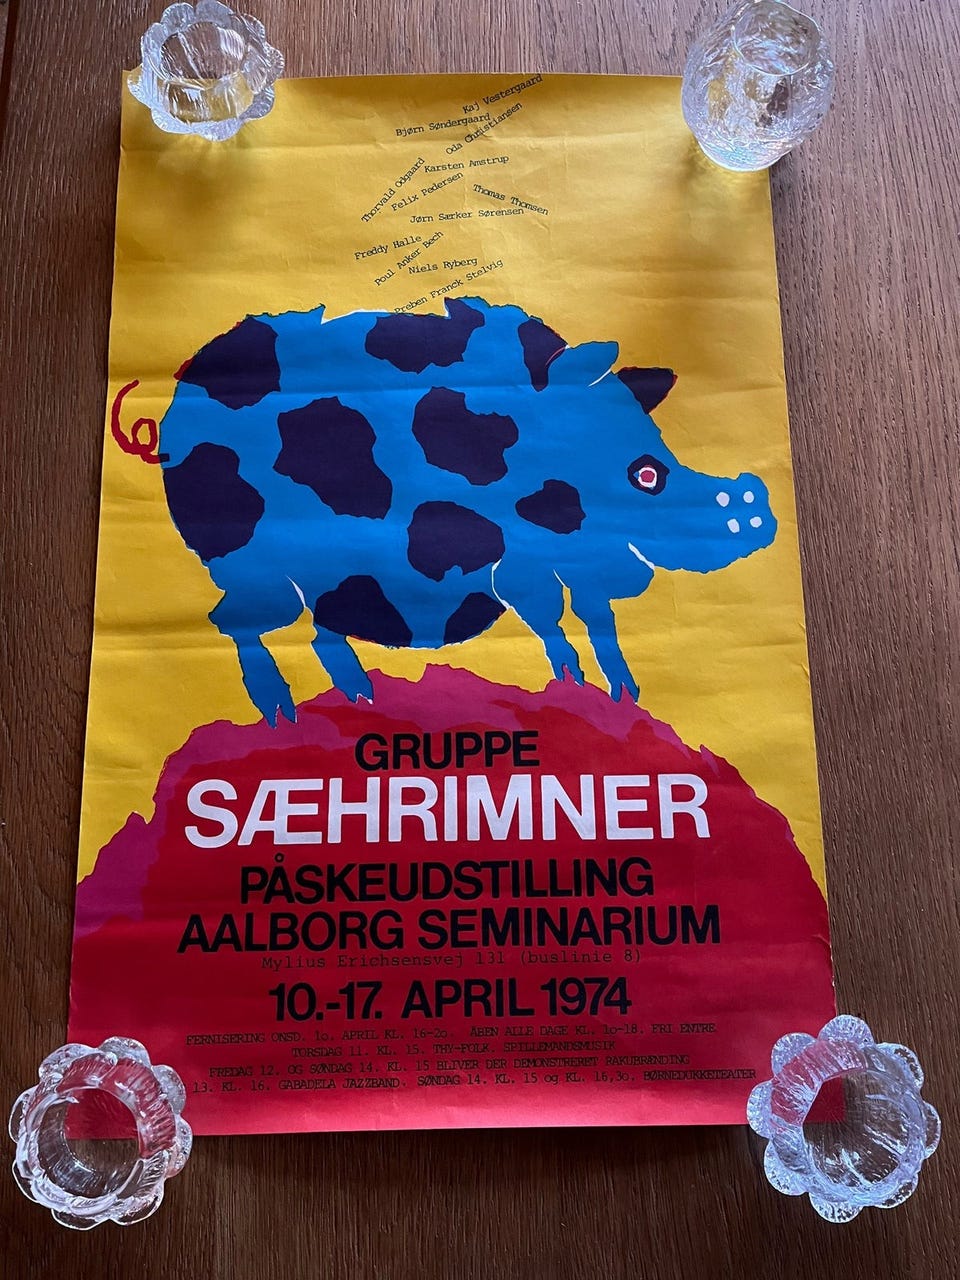 Kaj Vestergaard
Bjørn Søndergaard
Oda Christiansen
Karsten Amstrup
Thorvald Odgaard
Felix Pedersen
Thomas Thomsen
Jørn Særker Sørensen
Freddy Halle
Poul Anker Bech
Niels Ryberg
Preben Franck Stelvig
GRUPPE
SÆHRIMNER
PÅSKEUDSTILLING
AALBORG SEMINARIUM
Mylius Erichsensvej 131 (buslinie 8)
10.-17. APRIL 1974
FERNISERING ONSD. 1o. APRIL KL. 16-2o. ÅBEN ALLE DAGE KL. 1o-18. FRI ENTRE
TORSDAG 11. KL. 15. THY-FOLK. SPILLEMANDSMUSIK
FREDAG 12. OG SØNDAG 14. KL. 15 BLIVER DER DEMONSTRERET RAKUBRÆNDING
13. KL. 16. GABADELA JAZZBAND. SØNDAG 14. KL. 15 og KL. 16,3o. BØRNEDUKKETEATER